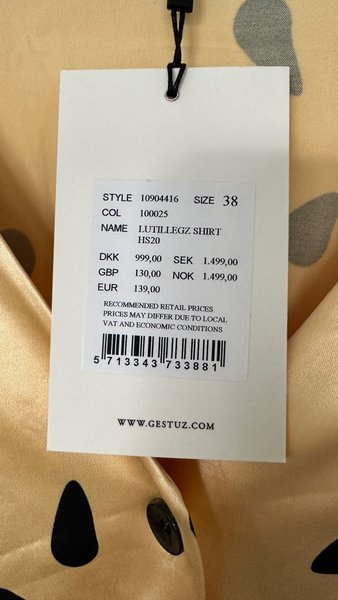 STYLE 10904416 SIZE 38
COL 100025
NAME LUTILLEGZ SHIRT
HS20
DKK 999,00 SEK 1.499,00
GBP 130,00 NOK 1.499,00
EUR 139,00
RECOMMENDED RETAIL PRICES
PRICES MAY DIFFER DUE TO LOCAL
VAT AND ECONOMIC CONDITIONS
5 713343 733881
WWW.GESTUZ.COM